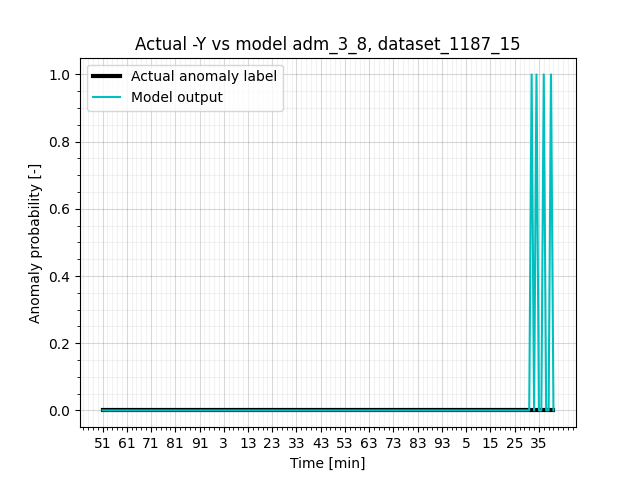 Actual -Y vs model adm_3_8, dataset_1187_15
Actual anomaly label
Model output
1.0
0.8
0.6
0.4
0.2
0.0
Anomaly probability [-]
51 61 71 81 91 3 13 23 33 43 53 63 73 83 93 5 15 25 35
Time [min]